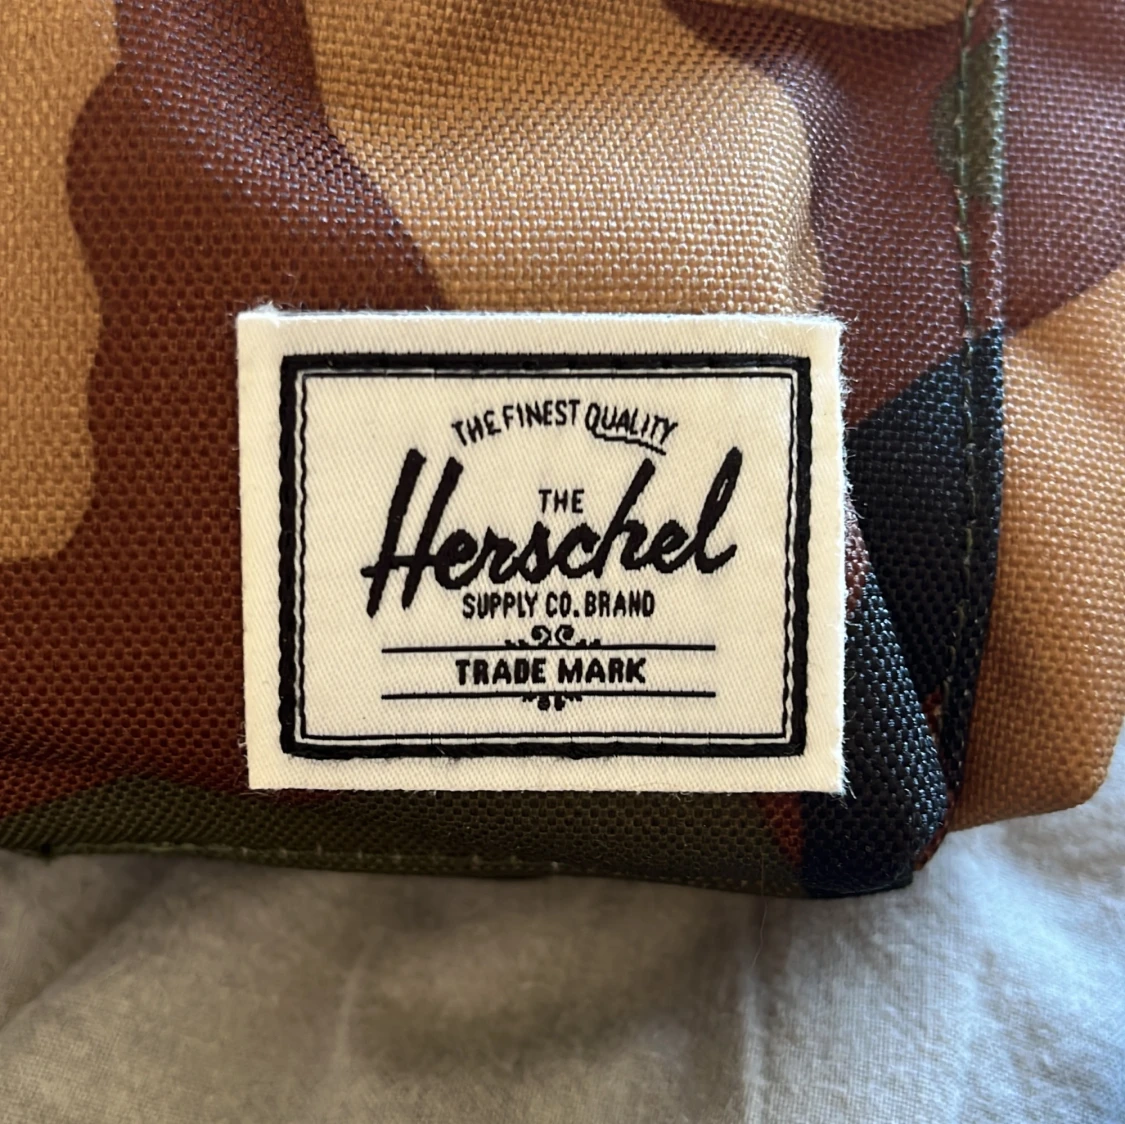 THE FINEST QUALITY
THE
Herschel
SUPPLY CO. BRAND
TRADE MARK